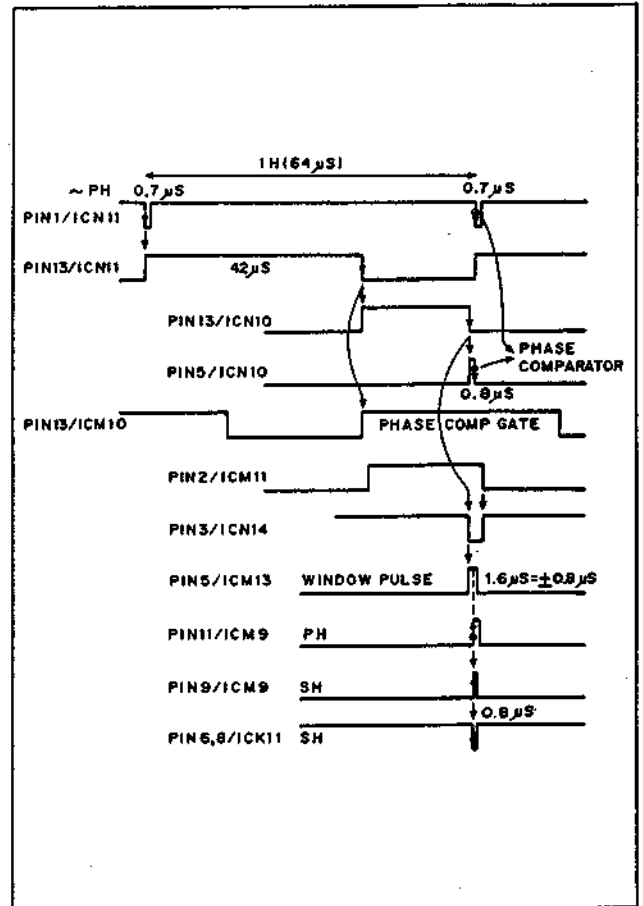 1H(64µS)
~PH 0.7µS 0.7µS
PIN1/ICN11
PIN13/ICN11 42µS
PIN13/ICN10
PHASE
COMPARATOR
PIN5/ICN10
0.8µS
PIN13/ICM10 PHASE COMP GATE
PIN2/ICM11
PIN3/ICN14
PIN5/ICM13 WINDOW PULSE 1.6µS=±0.8µS
PIN11/ICM9 PH
PIN9/ICM9 SH
0.8µS
PIN6,8/ICK11 SH